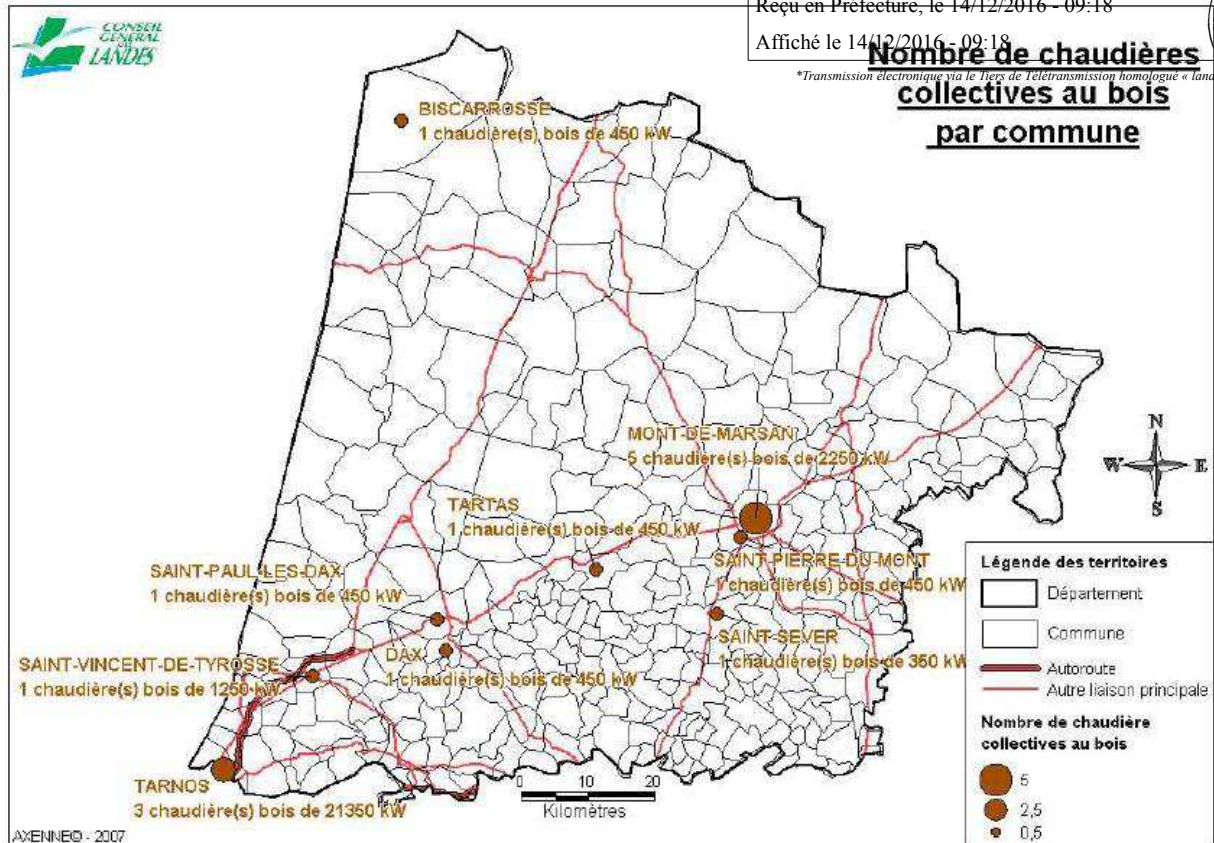 CONSEIL
GENERAL
DES
LANDES
Reçu en Préfecture, le 14/12/2016 - 09:18
Affiché le 14/12/2016 - 09:18
*Transmission électronique via le Tiers de Télétransmission homologué « land
Nombre de chaudières
collectives au bois
par commune
BISCARROSSE
1 chaudière(s) bois de 450 kW
MONT-DE-MARSAN
5 chaudière(s) bois de 2250 kW
TARTAS
1 chaudière(s) bois de 450 kW
SAINT-PIERRE-DU-MONT
1 chaudière(s) bois de 450 kW
SAINT-PAUL-LES-DAX
1 chaudière(s) bois de 450 kW
SAINT-SEVER
1 chaudière(s) bois de 350 kW
DAX
1 chaudière(s) bois de 450 kW
SAINT-VINCENT-DE-TYROSSE
1 chaudière(s) bois de 1250 kW
TARNOS
3 chaudière(s) bois de 21350 kW
0 10 20
Kilomètres
N
W E
S
Légende des territoires
Département
Commune
Autoroute
Autre liaison principale
Nombre de chaudière
collectives au bois
5
2,5
0,5
AXENNE© - 2007